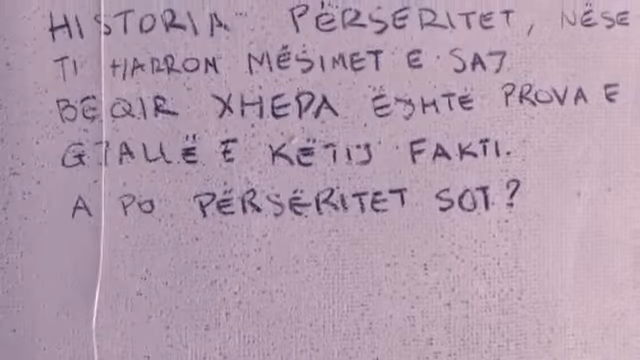 HISTORIA PËRSERITET, NËSE
TI HARRON MËSIMET E SAJ
BEQIR XHEPA ËSHTË PROVA E
GJALLË E KËTIJ FAKTI.
A PO PËRSËRITET SOT?